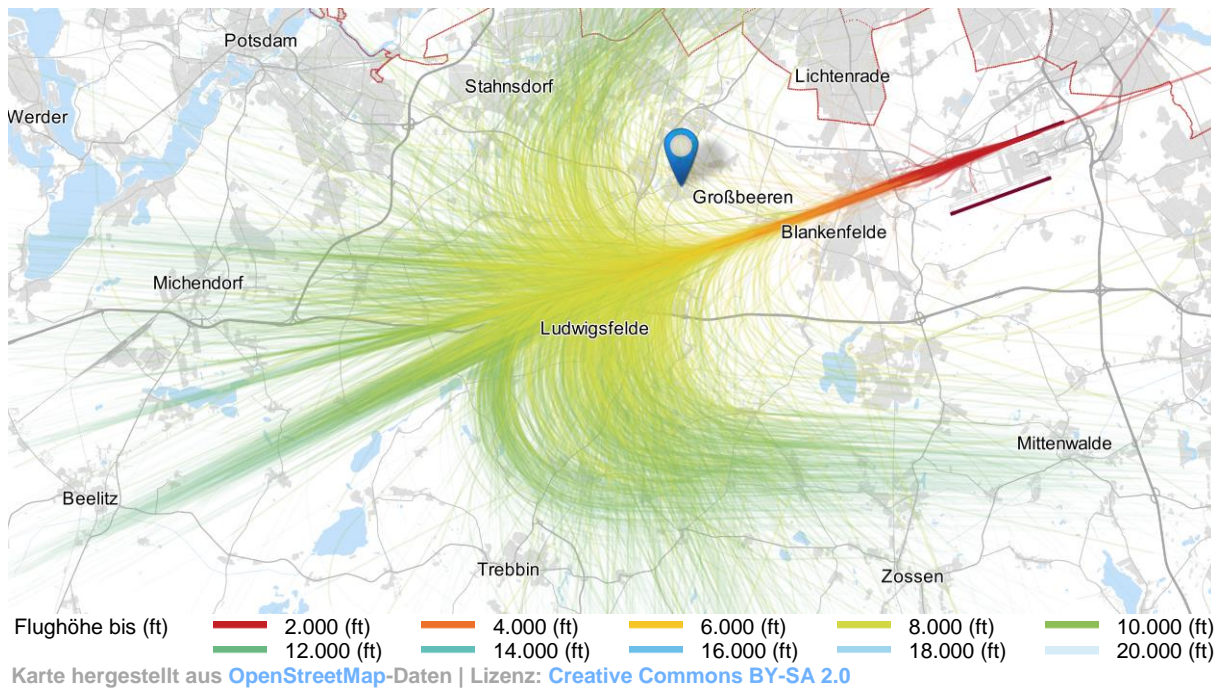 Potsdam
Lichtenrade
Stahnsdorf
Werder
Großbeeren
Blankenfelde
Michendorf
Ludwigsfelde
Mittenwalde
Beelitz
Trebbin
Zossen
Flughöhe bis (ft) 2.000 (ft) 4.000 (ft) 6.000 (ft) 8.000 (ft) 10.000 (ft)
12.000 (ft) 14.000 (ft) 16.000 (ft) 18.000 (ft) 20.000 (ft)
Karte hergestellt aus OpenStreetMap-Daten | Lizenz: Creative Commons BY-SA 2.0